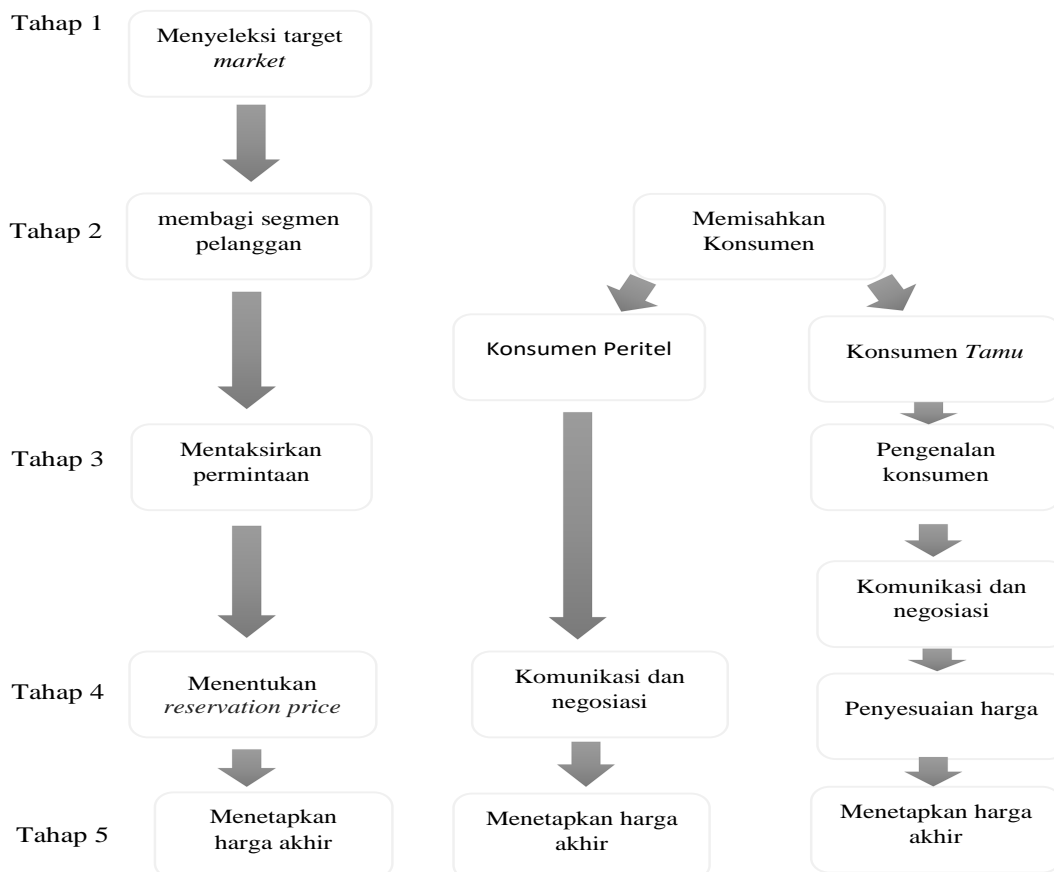 Tahap 1
Menyeleksi target
market
Tahap 2
membagi segmen
pelanggan
Memisahkan
Konsumen
Konsumen Peritel
Konsumen Tamu
Tahap 3
Mentaksirkan
permintaan
Pengenalan
konsumen
Komunikasi dan
negosiasi
Tahap 4
Menentukan
reservation price
Komunikasi dan
negosiasi
Penyesuaian harga
Tahap 5
Menetapkan
harga akhir
Menetapkan harga
akhir
Menetapkan harga
akhir